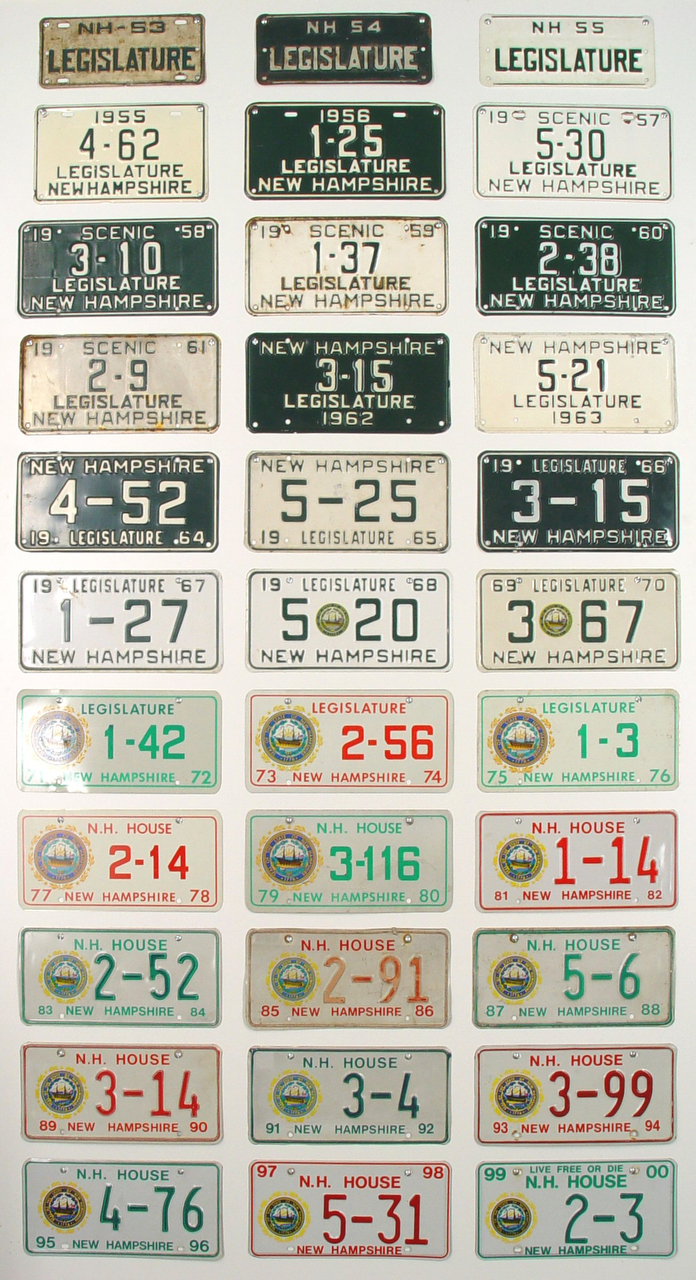 NH-53
LEGISLATURE
NH 54
LEGISLATURE
NH 55
LEGISLATURE
1955
4-62
LEGISLATURE
NEW HAMPSHIRE
1956
1-25
LEGISLATURE
NEW HAMPSHIRE
19 SCENIC 57
5-30
LEGISLATURE
NEW HAMPSHIRE
19 SCENIC 58
3-10
LEGISLATURE
NEW HAMPSHIRE
19 SCENIC 59
1-37
LEGISLATURE
NEW HAMPSHIRE
19 SCENIC 60
2-38
LEGISLATURE
NEW HAMPSHIRE
19 SCENIC 61
2-9
LEGISLATURE
NEW HAMPSHIRE
NEW HAMPSHIRE
3-15
LEGISLATURE
1962
NEW HAMPSHIRE
5-21
LEGISLATURE
1963
NEW HAMPSHIRE
4-52
19 LEGISLATURE 64
NEW HAMPSHIRE
5-25
19 LEGISLATURE 65
19 LEGISLATURE 66
3-15
NEW HAMPSHIRE
19 LEGISLATURE 67
1-27
NEW HAMPSHIRE
19 LEGISLATURE 68
5 20
NEW HAMPSHIRE
69 LEGISLATURE 70
3 67
NEW HAMPSHIRE
LEGISLATURE
1-42
71 NEW HAMPSHIRE 72
LEGISLATURE
2-56
73 NEW HAMPSHIRE 74
LEGISLATURE
1-3
75 NEW HAMPSHIRE 76
N.H. HOUSE
2-14
77 NEW HAMPSHIRE 78
N.H. HOUSE
3-116
79 NEW HAMPSHIRE 80
N.H. HOUSE
1-14
81 NEW HAMPSHIRE 82
N.H. HOUSE
2-52
83 NEW HAMPSHIRE 84
N.H. HOUSE
2-91
85 NEW HAMPSHIRE 86
N.H. HOUSE
5-6
87 NEW HAMPSHIRE 88
N.H. HOUSE
3-14
89 NEW HAMPSHIRE 90
N.H. HOUSE
3-4
91 NEW HAMPSHIRE 92
N.H. HOUSE
3-99
93 NEW HAMPSHIRE 94
N.H. HOUSE
4-76
95 NEW HAMPSHIRE 96
97 98
N.H. HOUSE
5-31
NEW HAMPSHIRE
99 LIVE FREE OR DIE 00
N.H. HOUSE
2-3
NEW HAMPSHIRE